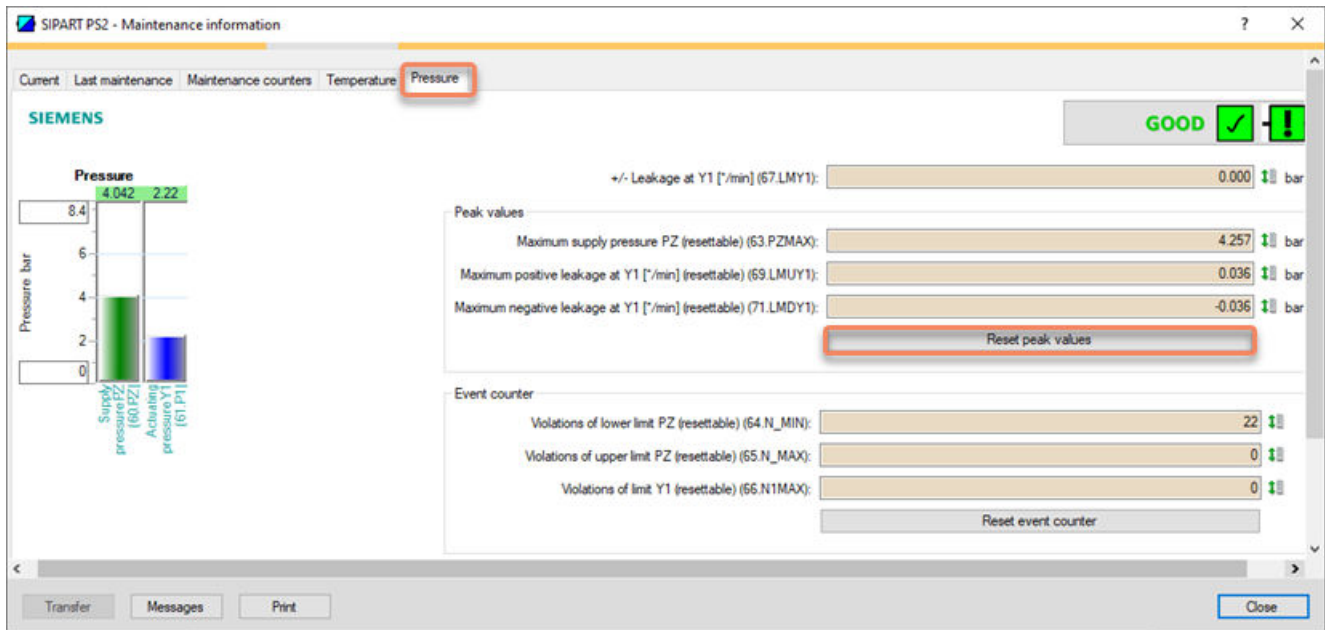 SIPART PS2 - Maintenance information
?
Current
Last maintenance
Maintenance counters
Temperature
Pressure
SIEMENS
GOOD
Pressure
4.042
2.22
8.4
6
4
2
0
Pressure bar
Supply
pressure PZ
(60.PZ)
Actuating
pressure Y1
(61.P1)
+/- Leakage at Y1 [*/min] (67.LMY1):
0.000
bar
Peak values
Maximum supply pressure PZ (resettable) (63.PZMAX):
4.257
bar
Maximum positive leakage at Y1 [*/min] (resettable) (69.LMUY1):
0.036
bar
Maximum negative leakage at Y1 [*/min] (resettable) (71.LMDY1):
-0.036
bar
Reset peak values
Event counter
Violations of lower limit PZ (resettable) (64.N_MIN):
22
Violations of upper limit PZ (resettable) (65.N_MAX):
0
Violations of limit Y1 (resettable) (66.N1MAX):
0
Reset event counter
Transfer
Messages
Print
Close